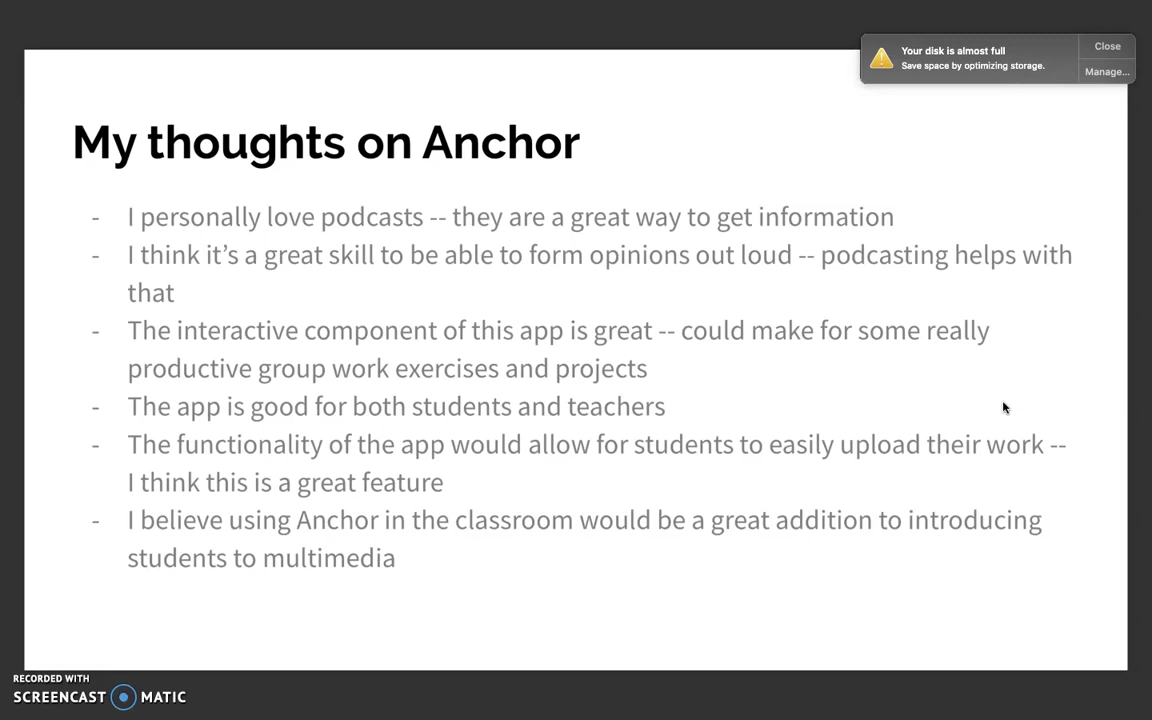 Your disk is almost full
Save space by optimizing storage.
Close
Manage...
My thoughts on Anchor
- I personally love podcasts -- they are a great way to get information
- I think it’s a great skill to be able to form opinions out loud -- podcasting helps with
that
- The interactive component of this app is great -- could make for some really
productive group work exercises and projects
- The app is good for both students and teachers
- The functionality of the app would allow for students to easily upload their work --
I think this is a great feature
- I believe using Anchor in the classroom would be a great addition to introducing
students to multimedia
RECORDED WITH
SCREENCAST MATIC